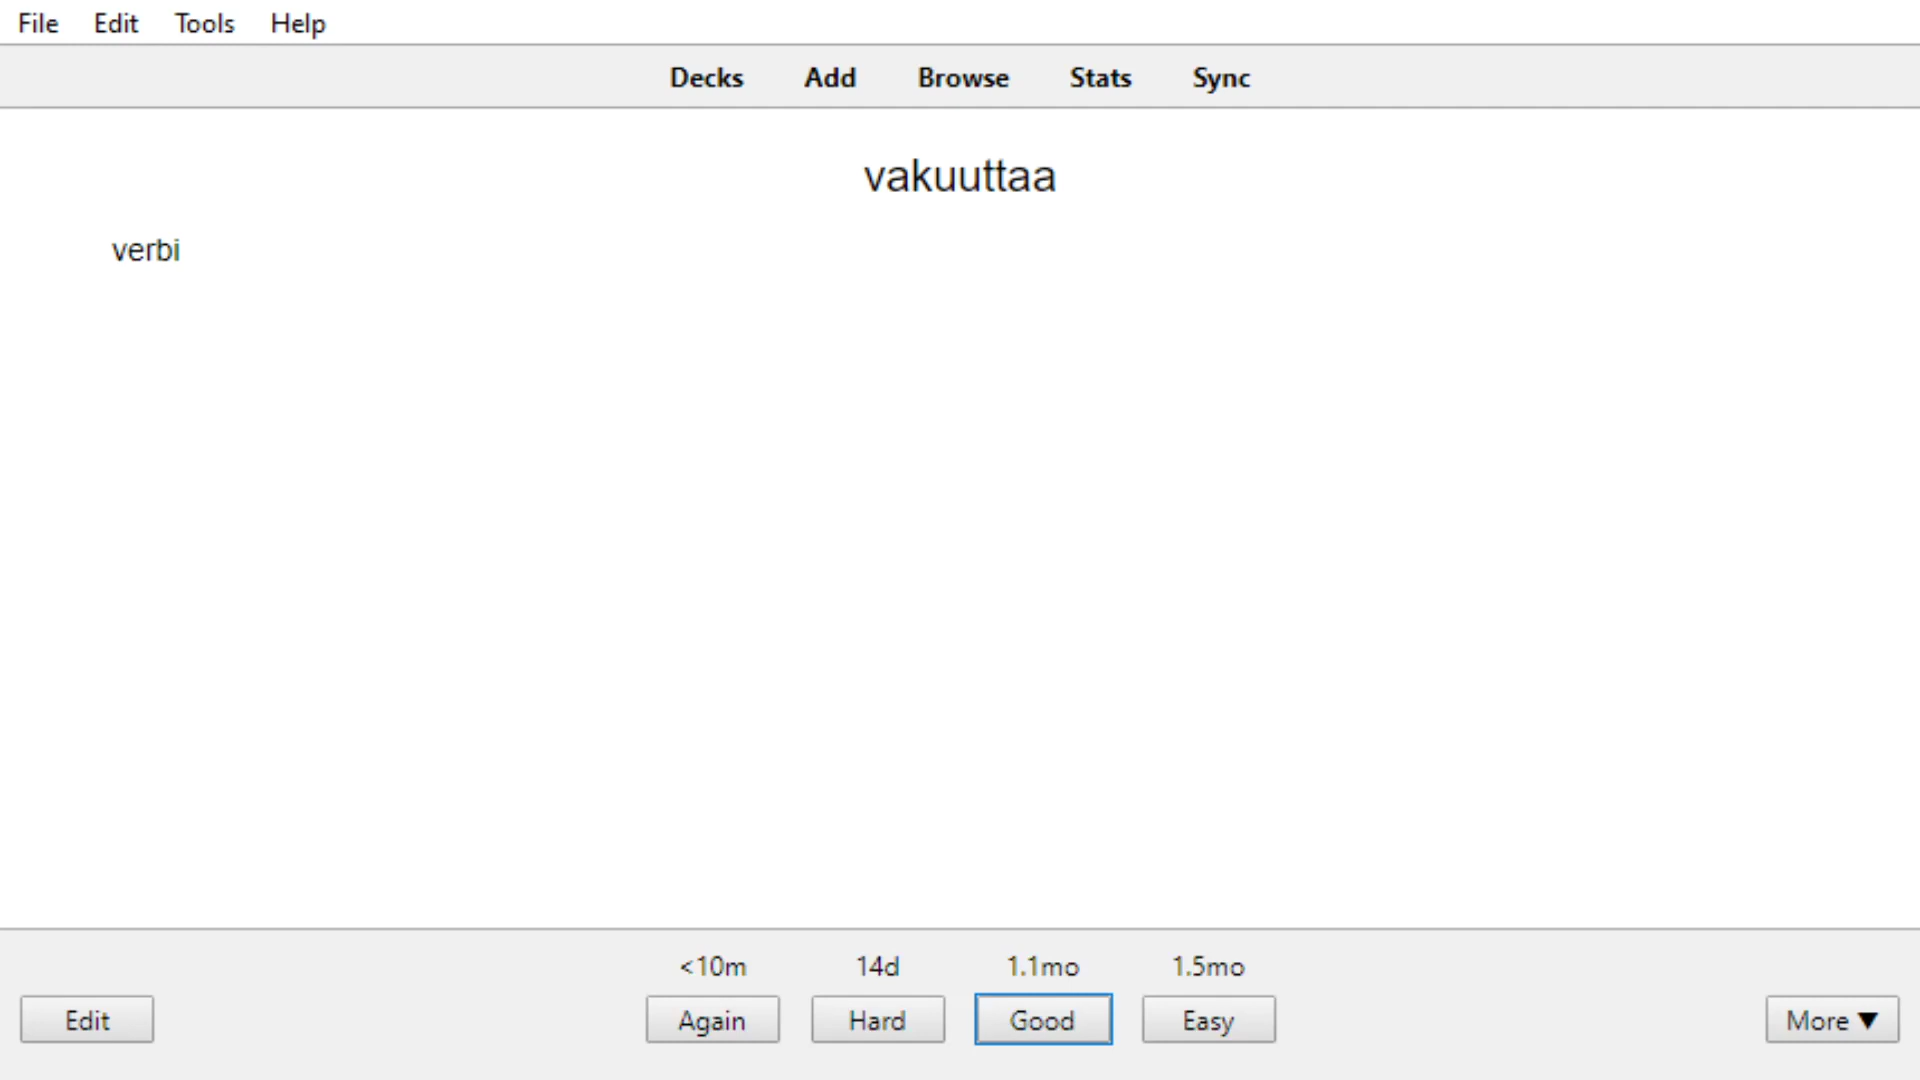 File Edit Tools Help
Decks Add Browse Stats Sync
vakuuttaa
verbi
<10m 14d 1.1mo 1.5mo
Edit Again Hard Good Easy More ▼